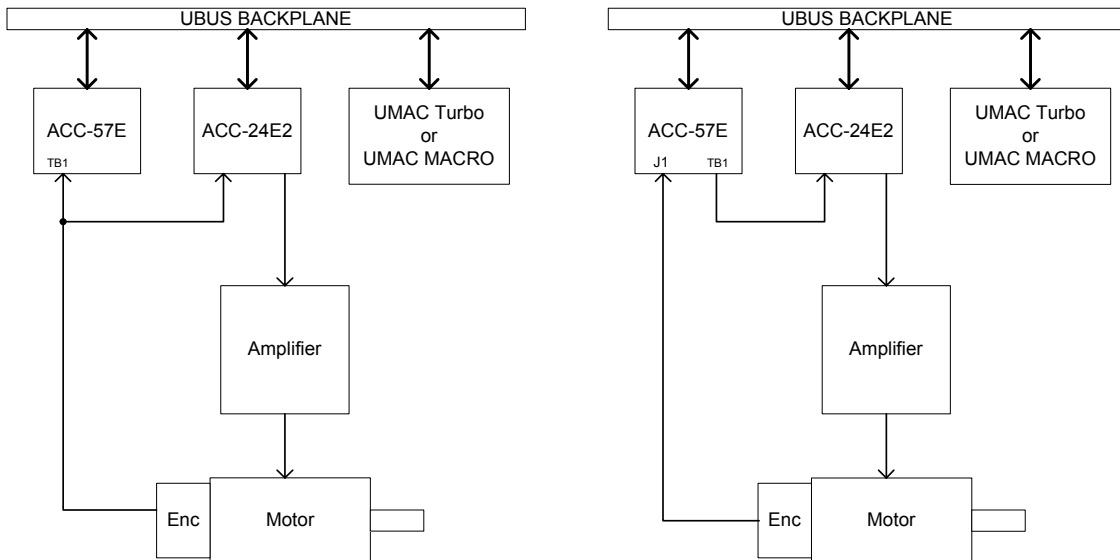 UBUS BACKPLANE
ACC-57E
TB1
ACC-24E2
UMAC Turbo
or
UMAC MACRO
Amplifier
Enc
Motor
UBUS BACKPLANE
ACC-57E
J1 TB1
ACC-24E2
UMAC Turbo
or
UMAC MACRO
Amplifier
Enc
Motor